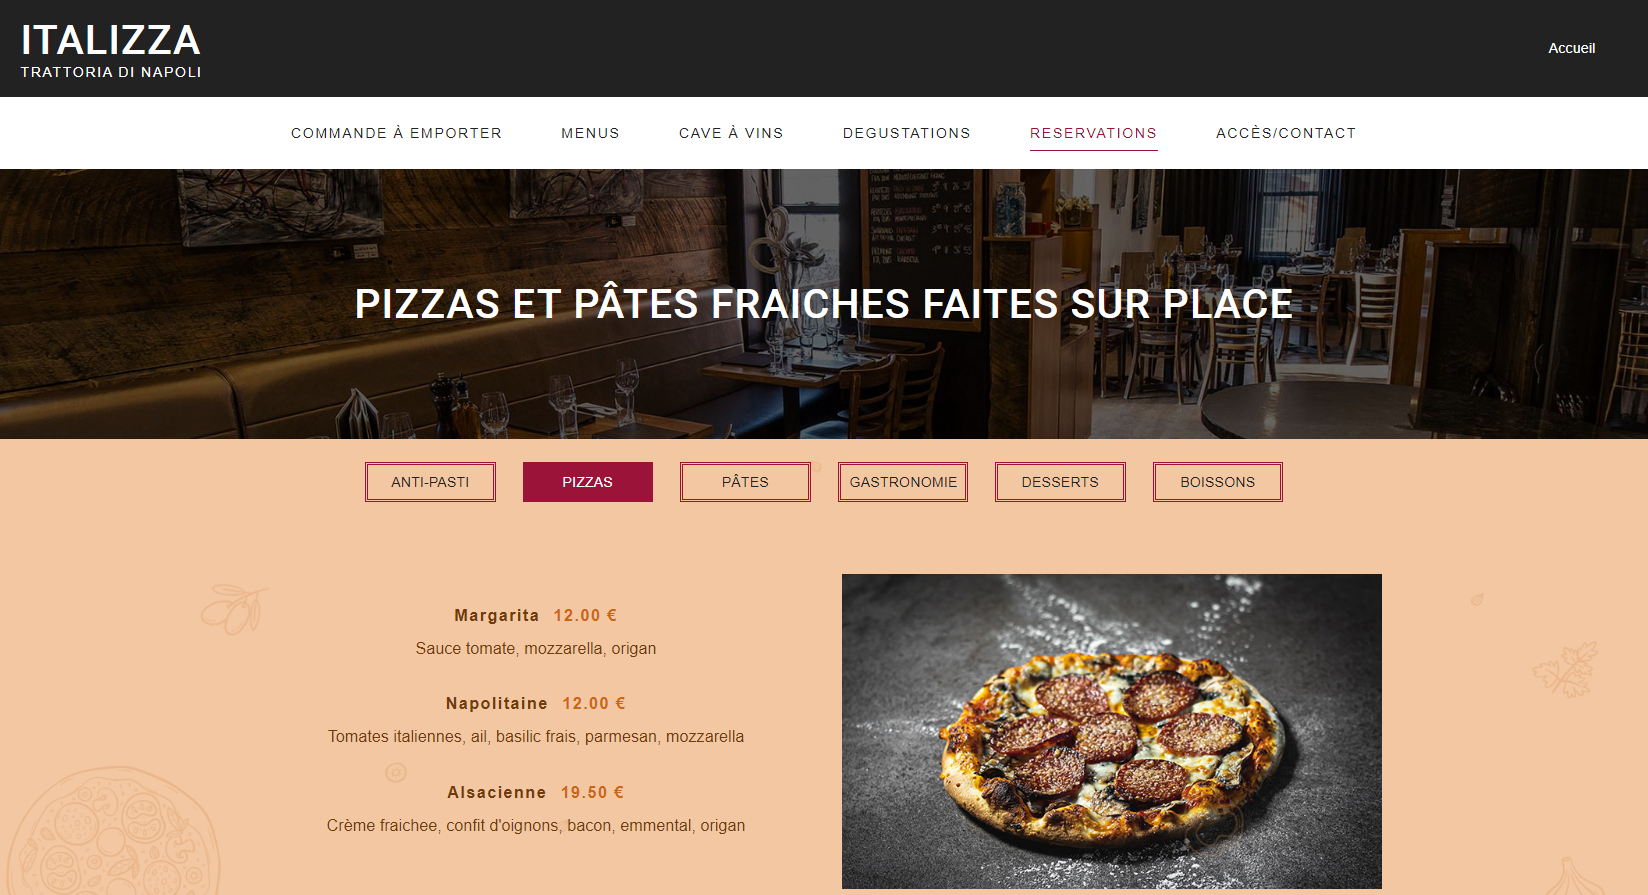 ITALIZZA
TRATTORIA DI NAPOLI
Accueil
COMMANDE À EMPORTER
MENUS
CAVE À VINS
DEGUSTATIONS
RESERVATIONS
ACCÈS/CONTACT
PIZZAS ET PÂTES FRAICHES FAITES SUR PLACE
ANTI-PASTI
PIZZAS
PÂTES
GASTRONOMIE
DESSERTS
BOISSONS
Margarita 12.00 €
Sauce tomate, mozzarella, origan
Napolitaine 12.00 €
Tomates italiennes, ail, basilic frais, parmesan, mozzarella
Alsacienne 19.50 €
Crème fraichee, confit d'oignons, bacon, emmental, origan